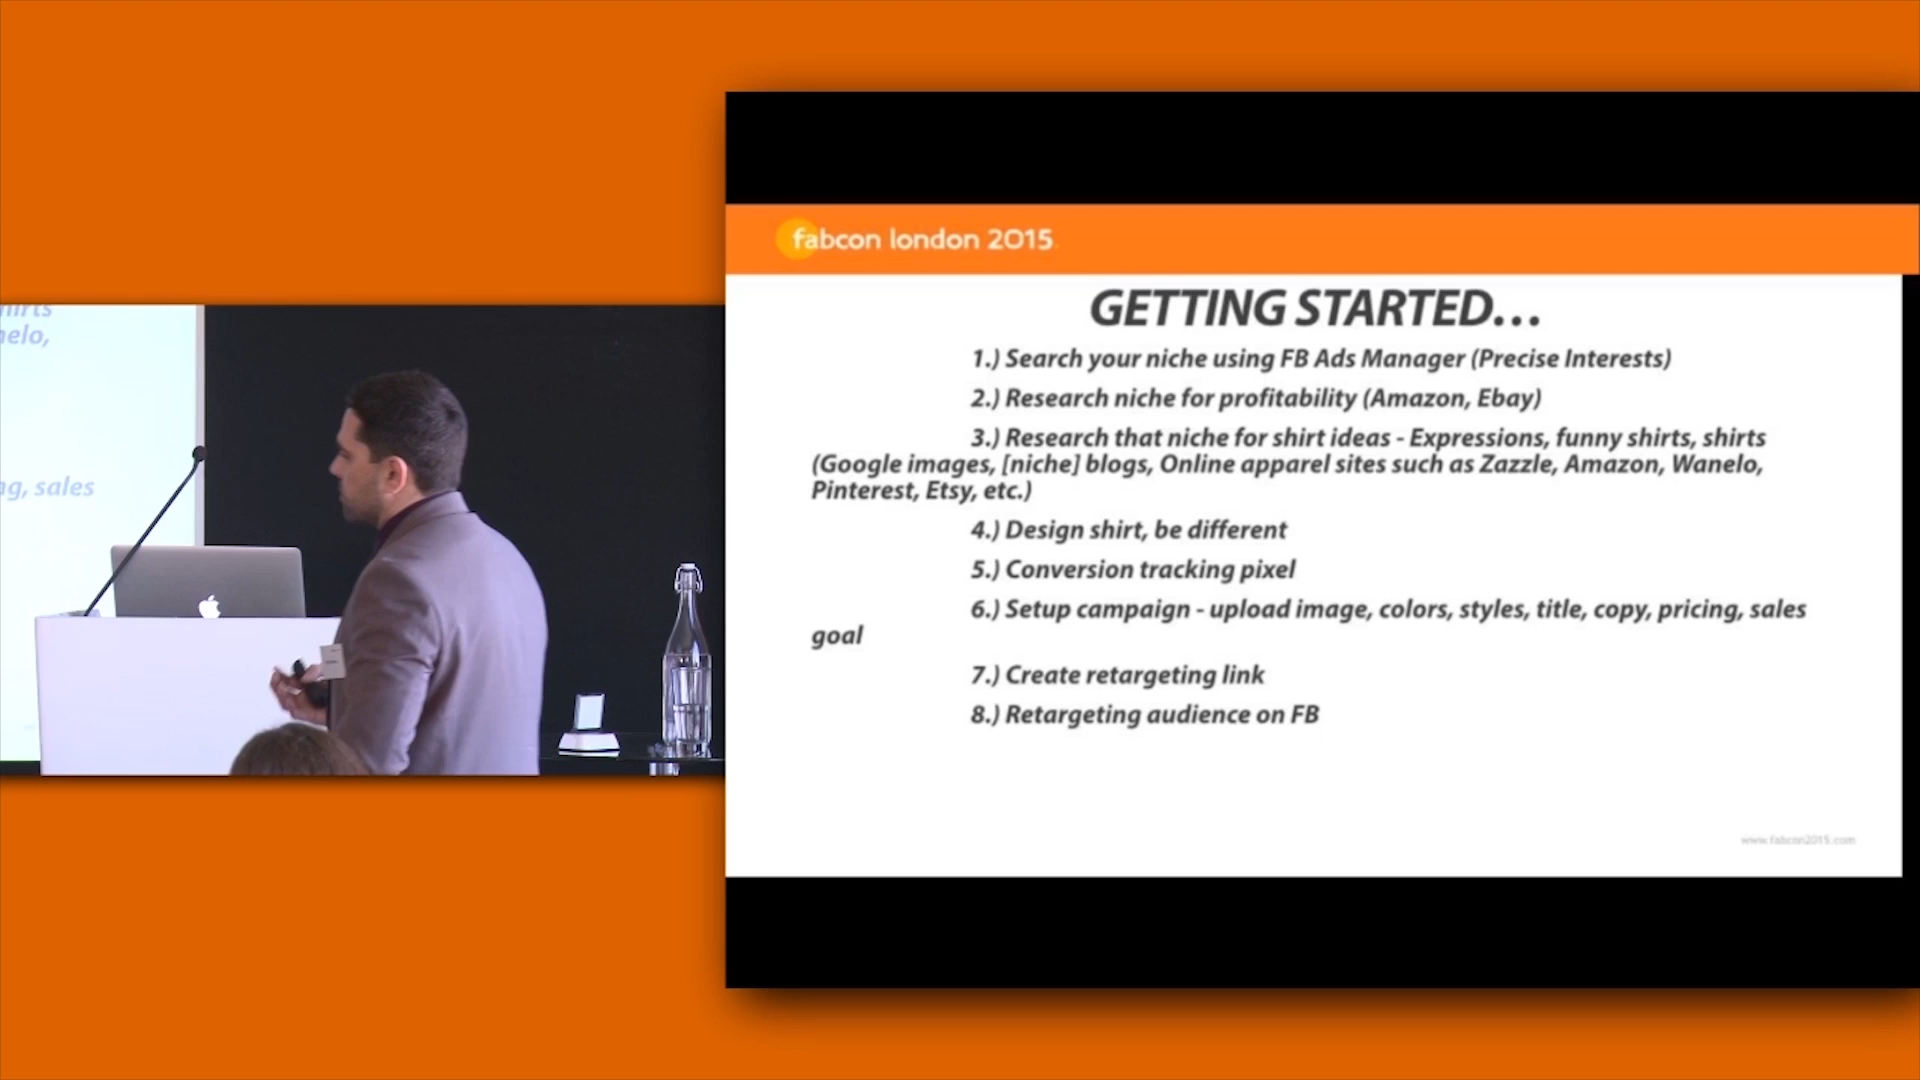 fabcon london 2015
GETTING STARTED...
1.) Search your niche using FB Ads Manager (Precise Interests)
2.) Research niche for profitability (Amazon, Ebay)
3.) Research that niche for shirt ideas - Expressions, funny shirts, shirts
(Google images, [niche] blogs, Online apparel sites such as Zazzle, Amazon, Wanelo,
Pinterest, Etsy, etc.)
4.) Design shirt, be different
5.) Conversion tracking pixel
6.) Setup campaign - upload image, colors, styles, title, copy, pricing, sales
goal
7.) Create retargeting link
8.) Retargeting audience on FB
www.fabcon2015.com
sales